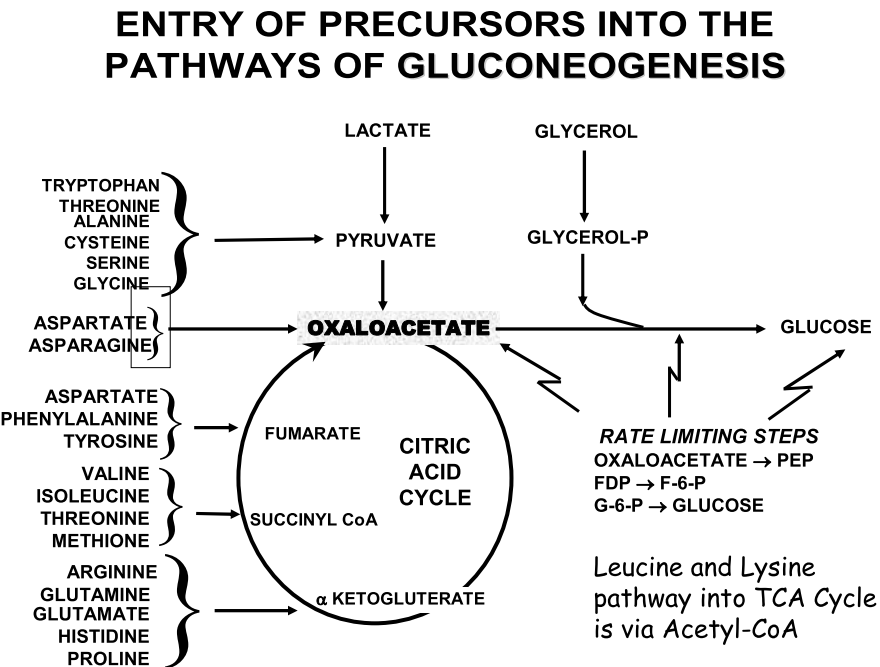 ENTRY OF PRECURSORS INTO THE
PATHWAYS OF GLUCONEOGENESIS
LACTATE
GLYCEROL
TRYPTOPHAN
THREONINE
ALANINE
CYSTEINE
SERINE
GLYCINE
PYRUVATE
GLYCEROL-P
ASPARTATE
ASPARAGINE
OXALOACETATE
GLUCOSE
ASPARTATE
PHENYLALANINE
TYROSINE
FUMARATE
CITRIC
ACID
CYCLE
RATE LIMITING STEPS
OXALOACETATE → PEP
FDP → F-6-P
G-6-P → GLUCOSE
VALINE
ISOLEUCINE
THREONINE
METHIONE
SUCCINYL CoA
ARGININE
GLUTAMINE
GLUTAMATE
HISTIDINE
PROLINE
α KETOGLUTERATE
Leucine and Lysine
pathway into TCA Cycle
is via Acetyl-CoA